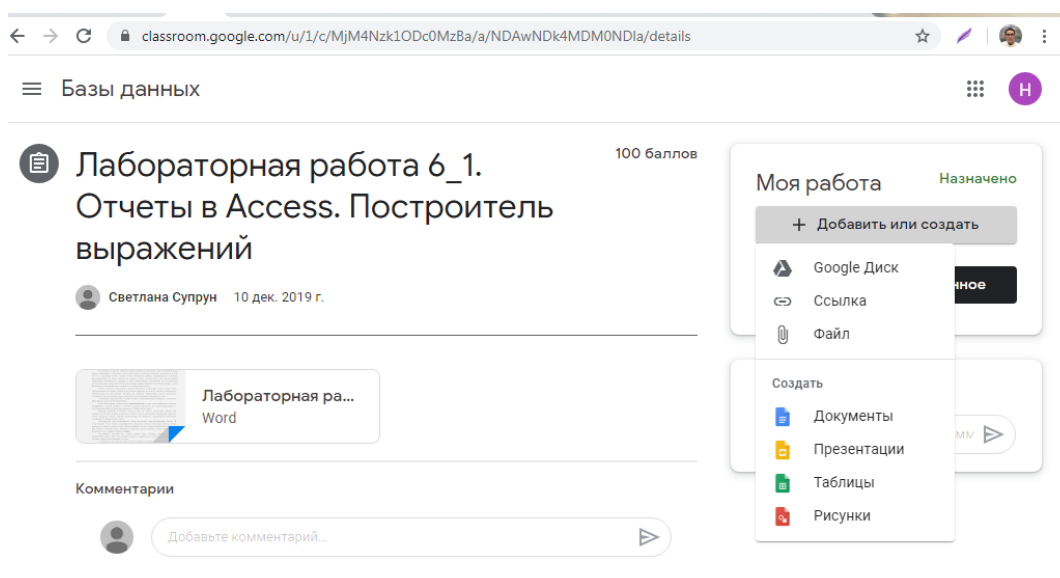 classroom.google.com/u/1/c/MjM4Nzk1ODc0MzBa/a/NDAwNDk4MDM0NDla/details
Базы данных
Н
Лабораторная работа 6_1.
Отчеты в Access. Построитель
выражений
100 баллов
Светлана Супрун 10 дек. 2019 г.
Лабораторная ра...
Word
Комментарии
Добавьте комментарий...
Моя работа
Назначено
+ Добавить или создать
Google Диск
Ссылка
Файл
Создать
Документы
Презентации
Таблицы
Рисунки